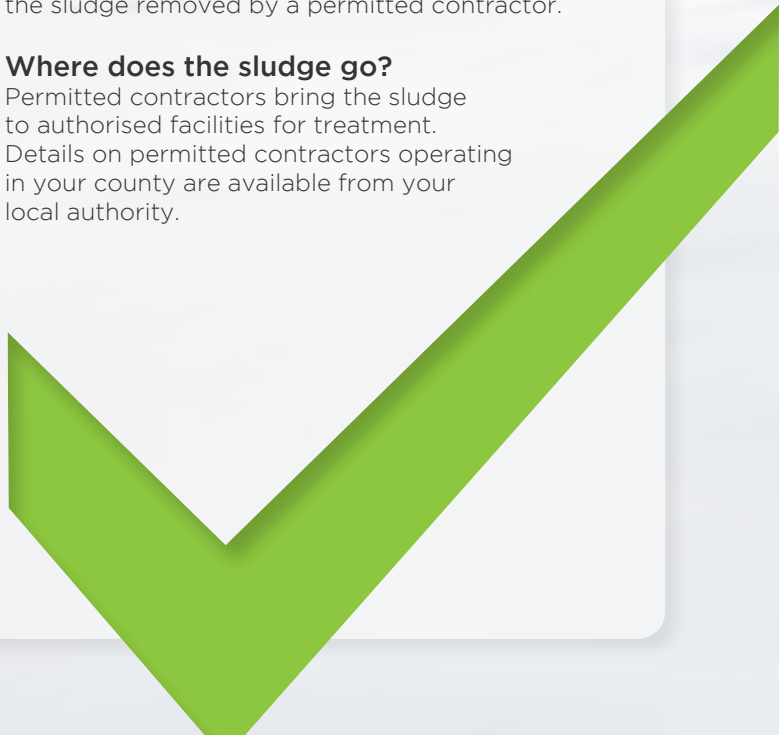 the sludge removed by a permitted contractor.
Where does the sludge go?
Permitted contractors bring the sludge
to authorised facilities for treatment.
Details on permitted contractors operating
in your county are available from your
local authority.